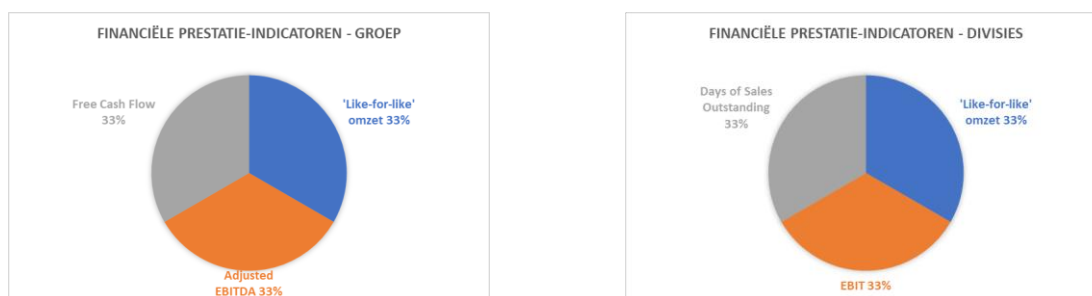 FINANCIËLE PRESTATIE-INDICATOREN - GROEP
Free Cash Flow
33%
'Like-for-like'
omzet 33%
Adjusted
EBITDA 33%
FINANCIËLE PRESTATIE-INDICATOREN - DIVISIES
Days of Sales
Outstanding
33%
'Like-for-like'
omzet 33%
EBIT 33%